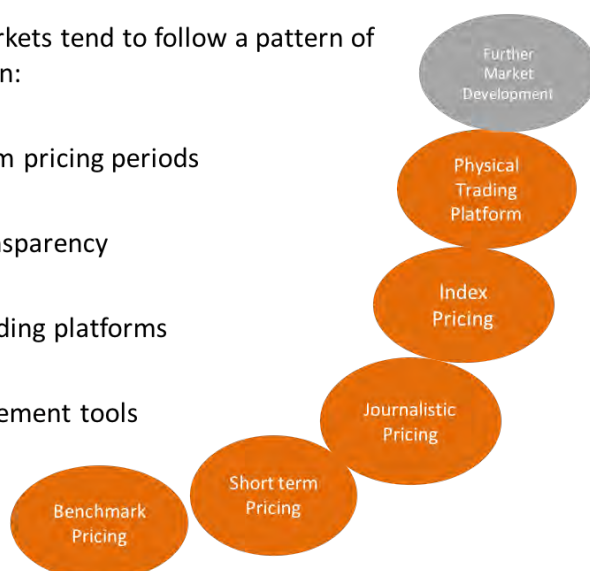 rkets tend to follow a pattern of
n:
m pricing periods
nsparency
ding platforms
ement tools
Further
Market
Development
Physical
Trading
Platform
Index
Pricing
Journalistic
Pricing
Short term
Pricing
Benchmark
Pricing